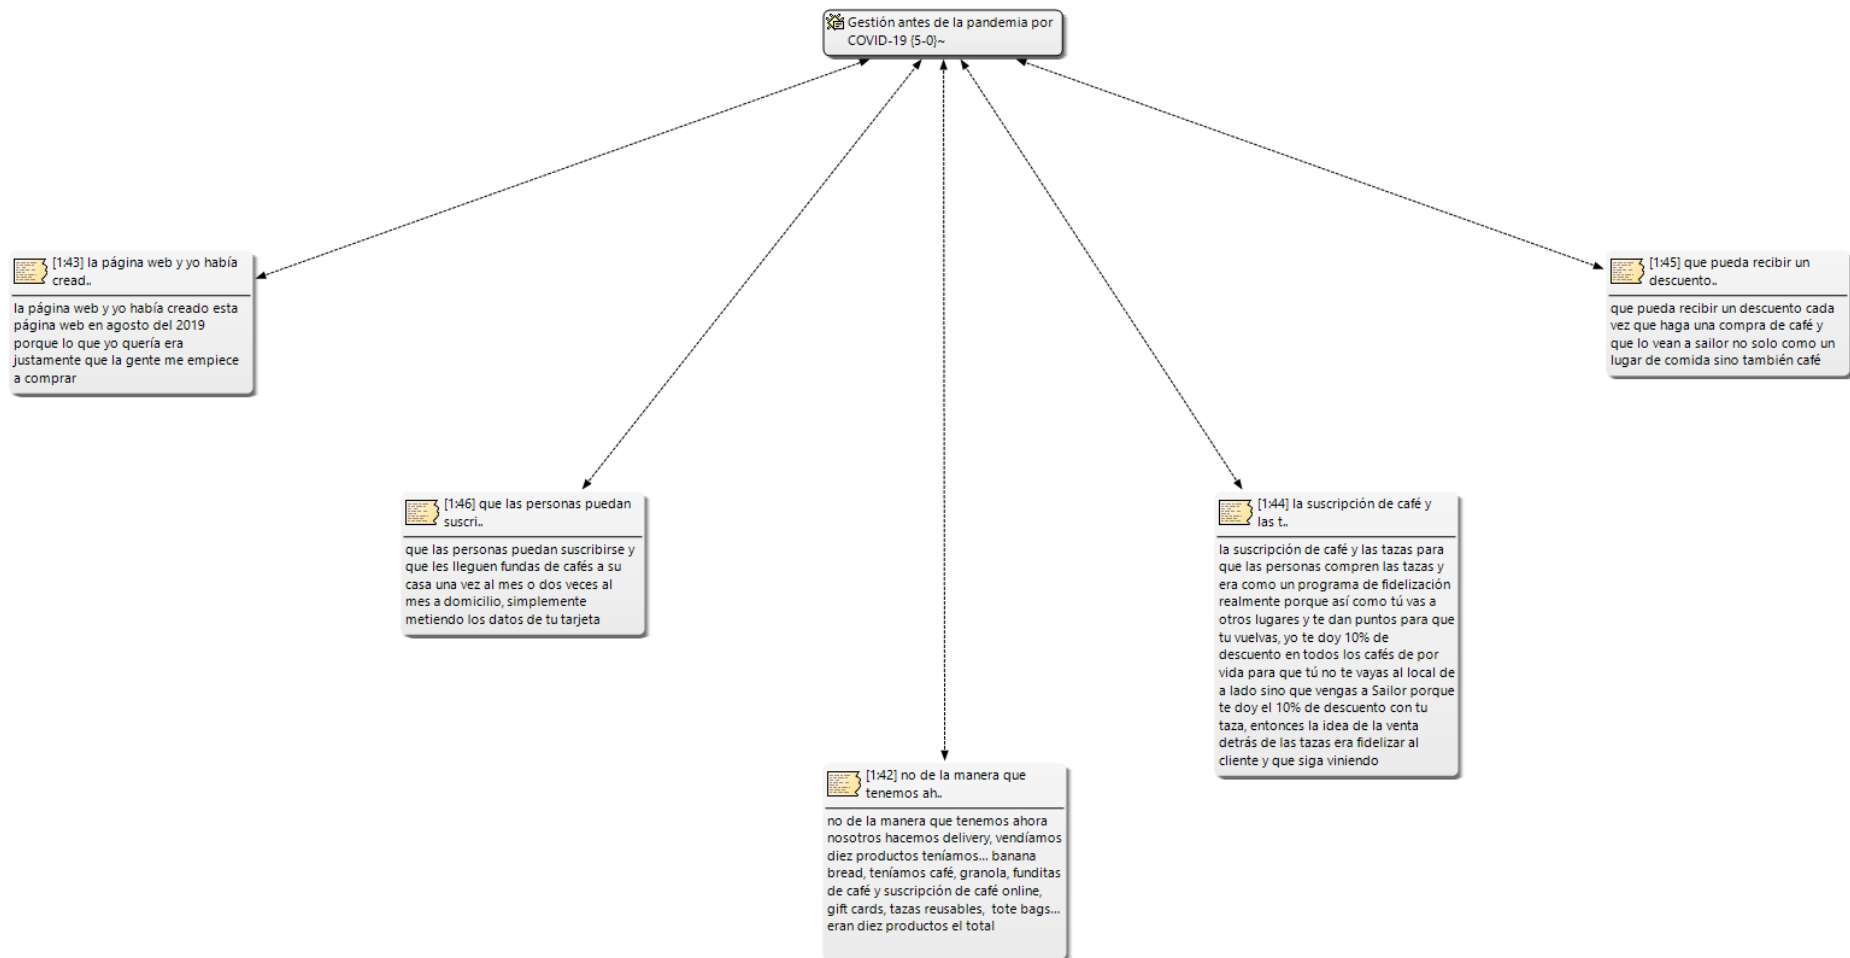 Gestión antes de la pandemia por
COVID-19 {5-0}~
[1:43] la página web y yo había
cread..
la página web y yo había creado esta
página web en agosto del 2019
porque lo que yo quería era
justamente que la gente me empiece
a comprar
[1:45] que pueda recibir un
descuento..
que pueda recibir un descuento cada
vez que haga una compra de café y
que lo vean a sailor no solo como un
lugar de comida sino también café
[1:46] que las personas puedan
suscri..
que las personas puedan suscribirse y
que les lleguen fundas de cafés a su
casa una vez al mes o dos veces al
mes a domicilio, simplemente
metiendo los datos de tu tarjeta
[1:44] la suscripción de café y
las t..
la suscripción de café y las tazas para
que las personas compren las tazas y
era como un programa de fidelización
realmente porque así como tú vas a
otros lugares y te dan puntos para que
tu vuelvas, yo te doy 10% de
descuento en todos los cafés de por
vida para que tú no te vayas al local de
a lado sino que vengas a Sailor porque
te doy el 10% de descuento con tu
taza, entonces la idea de la venta
detrás de las tazas era fidelizar al
cliente y que siga viniendo
[1:42] no de la manera que
tenemos ah..
no de la manera que tenemos ahora
nosotros hacemos delivery, vendíamos
diez productos teníamos... banana
bread, teníamos café, granola, funditas
de café y suscripción de café online,
gift cards, tazas reusables,  tote bags...
eran diez productos el total